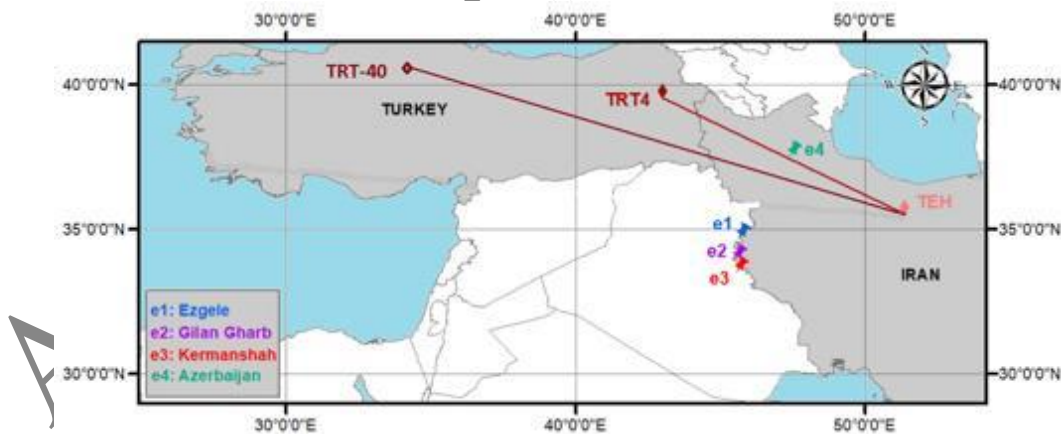 30°0'0"E 40°0'0"E 50°0'0"E
40°0'0"N 40°0'0"N
TRT-40
TRT4
TURKEY
N
W E
S
e4
TEH
35°0'0"N 35°0'0"N
e1
e2
e3
IRAN
e1: Ezgele
e2: Gilan Gharb
e3: Kermanshah
e4: Azerbaijan
30°0'0"N 30°0'0"N
30°0'0"E 40°0'0"E 50°0'0"E
A